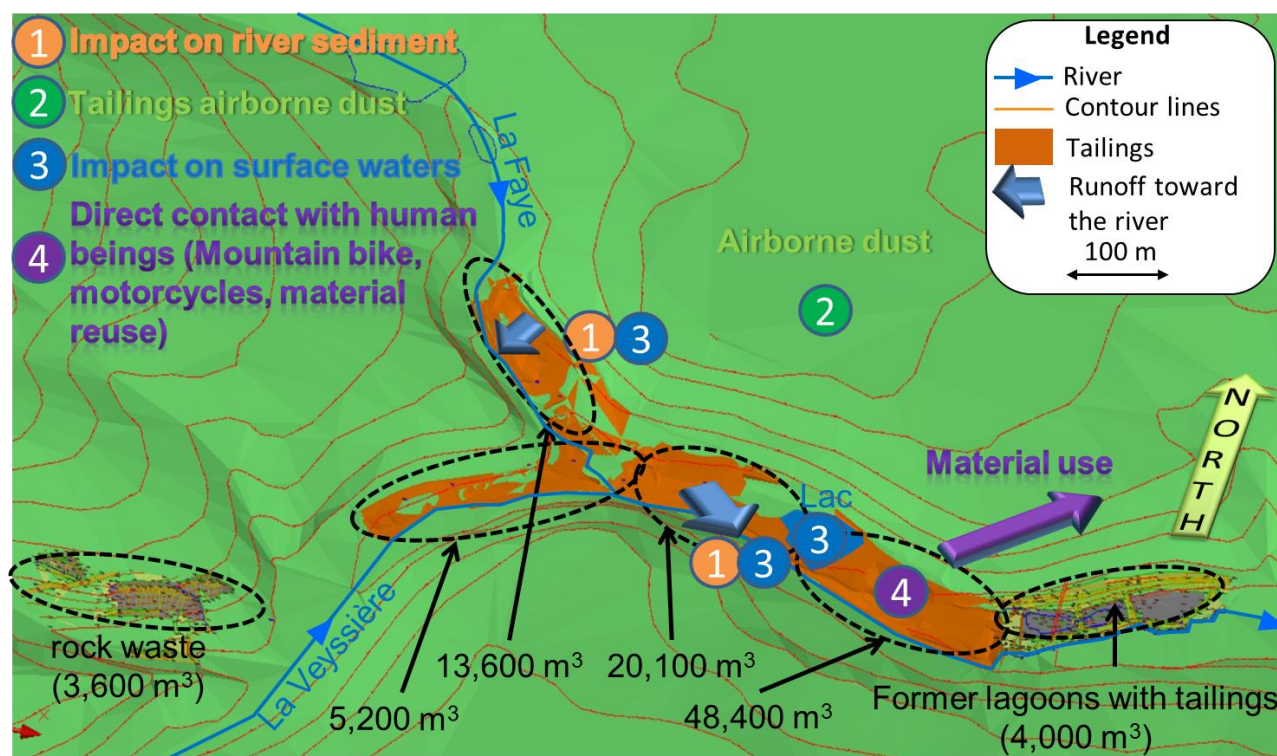 1 Impact on river sediment
2 Tailings airborne dust
3 Impact on surface waters
4 Direct contact with human
beings (Mountain bike,
motorcycles, material
reuse)
Legend
River
Contour lines
Tailings
Runoff toward
the river
100 m
La Faye
Airborne dust
2
1 3
NORTH
Material use
Lac
3
1 3
4
rock waste
(3,600 m³)
La Veyssière
5,200 m³
13,600 m³
20,100 m³
48,400 m³
Former lagoons with tailings
(4,000 m³)